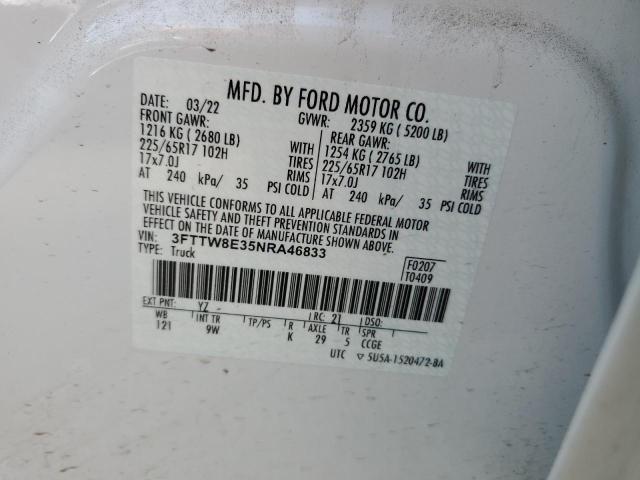 MFD. BY FORD MOTOR CO.
DATE: 03/22 GVWR: 2359 KG ( 5200 LB)
FRONT GAWR: REAR GAWR:
1216 KG ( 2680 LB) WITH 1254 KG ( 2765 LB) WITH
225/65R17 102H TIRES 225/65R17 102H TIRES
17x7.0J RIMS 17x7.0J RIMS
AT 240 kPa/ 35 PSI COLD AT 240 kPa/ 35 PSI COLD
THIS VEHICLE CONFORMS TO ALL APPLICABLE FEDERAL MOTOR
VEHICLE SAFETY AND THEFT PREVENTION STANDARDS IN
EFFECT ON THE DATE OF MANUFACTURE SHOWN ABOVE.
VIN: 3FTTW8E35NRA46833
TYPE: Truck
F0207
T0409
EXT PNT: YZ - RC: 21 DSO:
WB INT TR TP/PS R AXLE TR SPR
121 9W K 29 5 CCGE
UTC ▽ 5U5A-1520472-BA